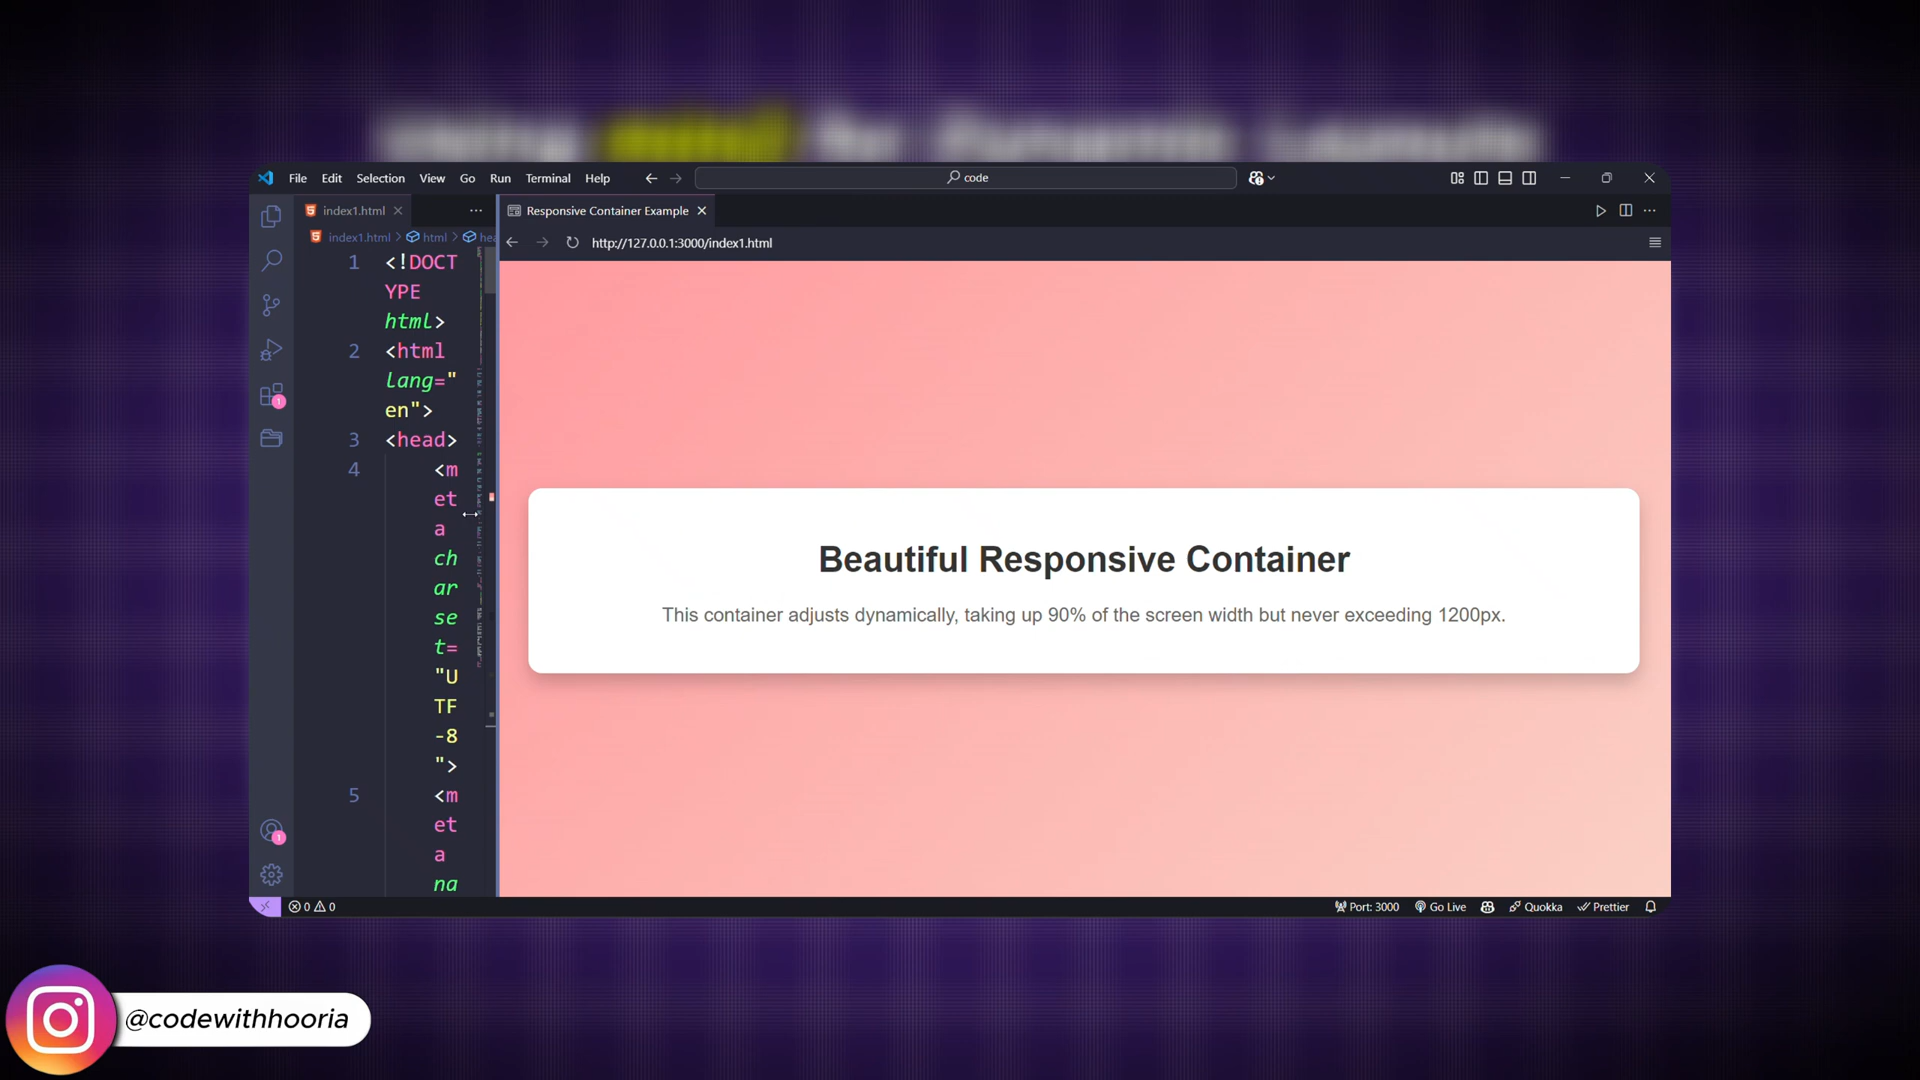 File Edit Selection View Go Run Terminal Help
code
index1.html
Responsive Container Example
index1.html > html >
http://127.0.0.1:3000/index1.html
1 <!DOCT
YPE
html>
2 <html
lang="
en">
3 <head>
4 <m
et
a
ch
ar
se
t=
"U
TF
-8
">
5 <m
et
a
na
Beautiful Responsive Container
This container adjusts dynamically, taking up 90% of the screen width but never exceeding 1200px.
1
1
0 0
Port: 3000 Go Live Quokka Prettier
@codewithhooria